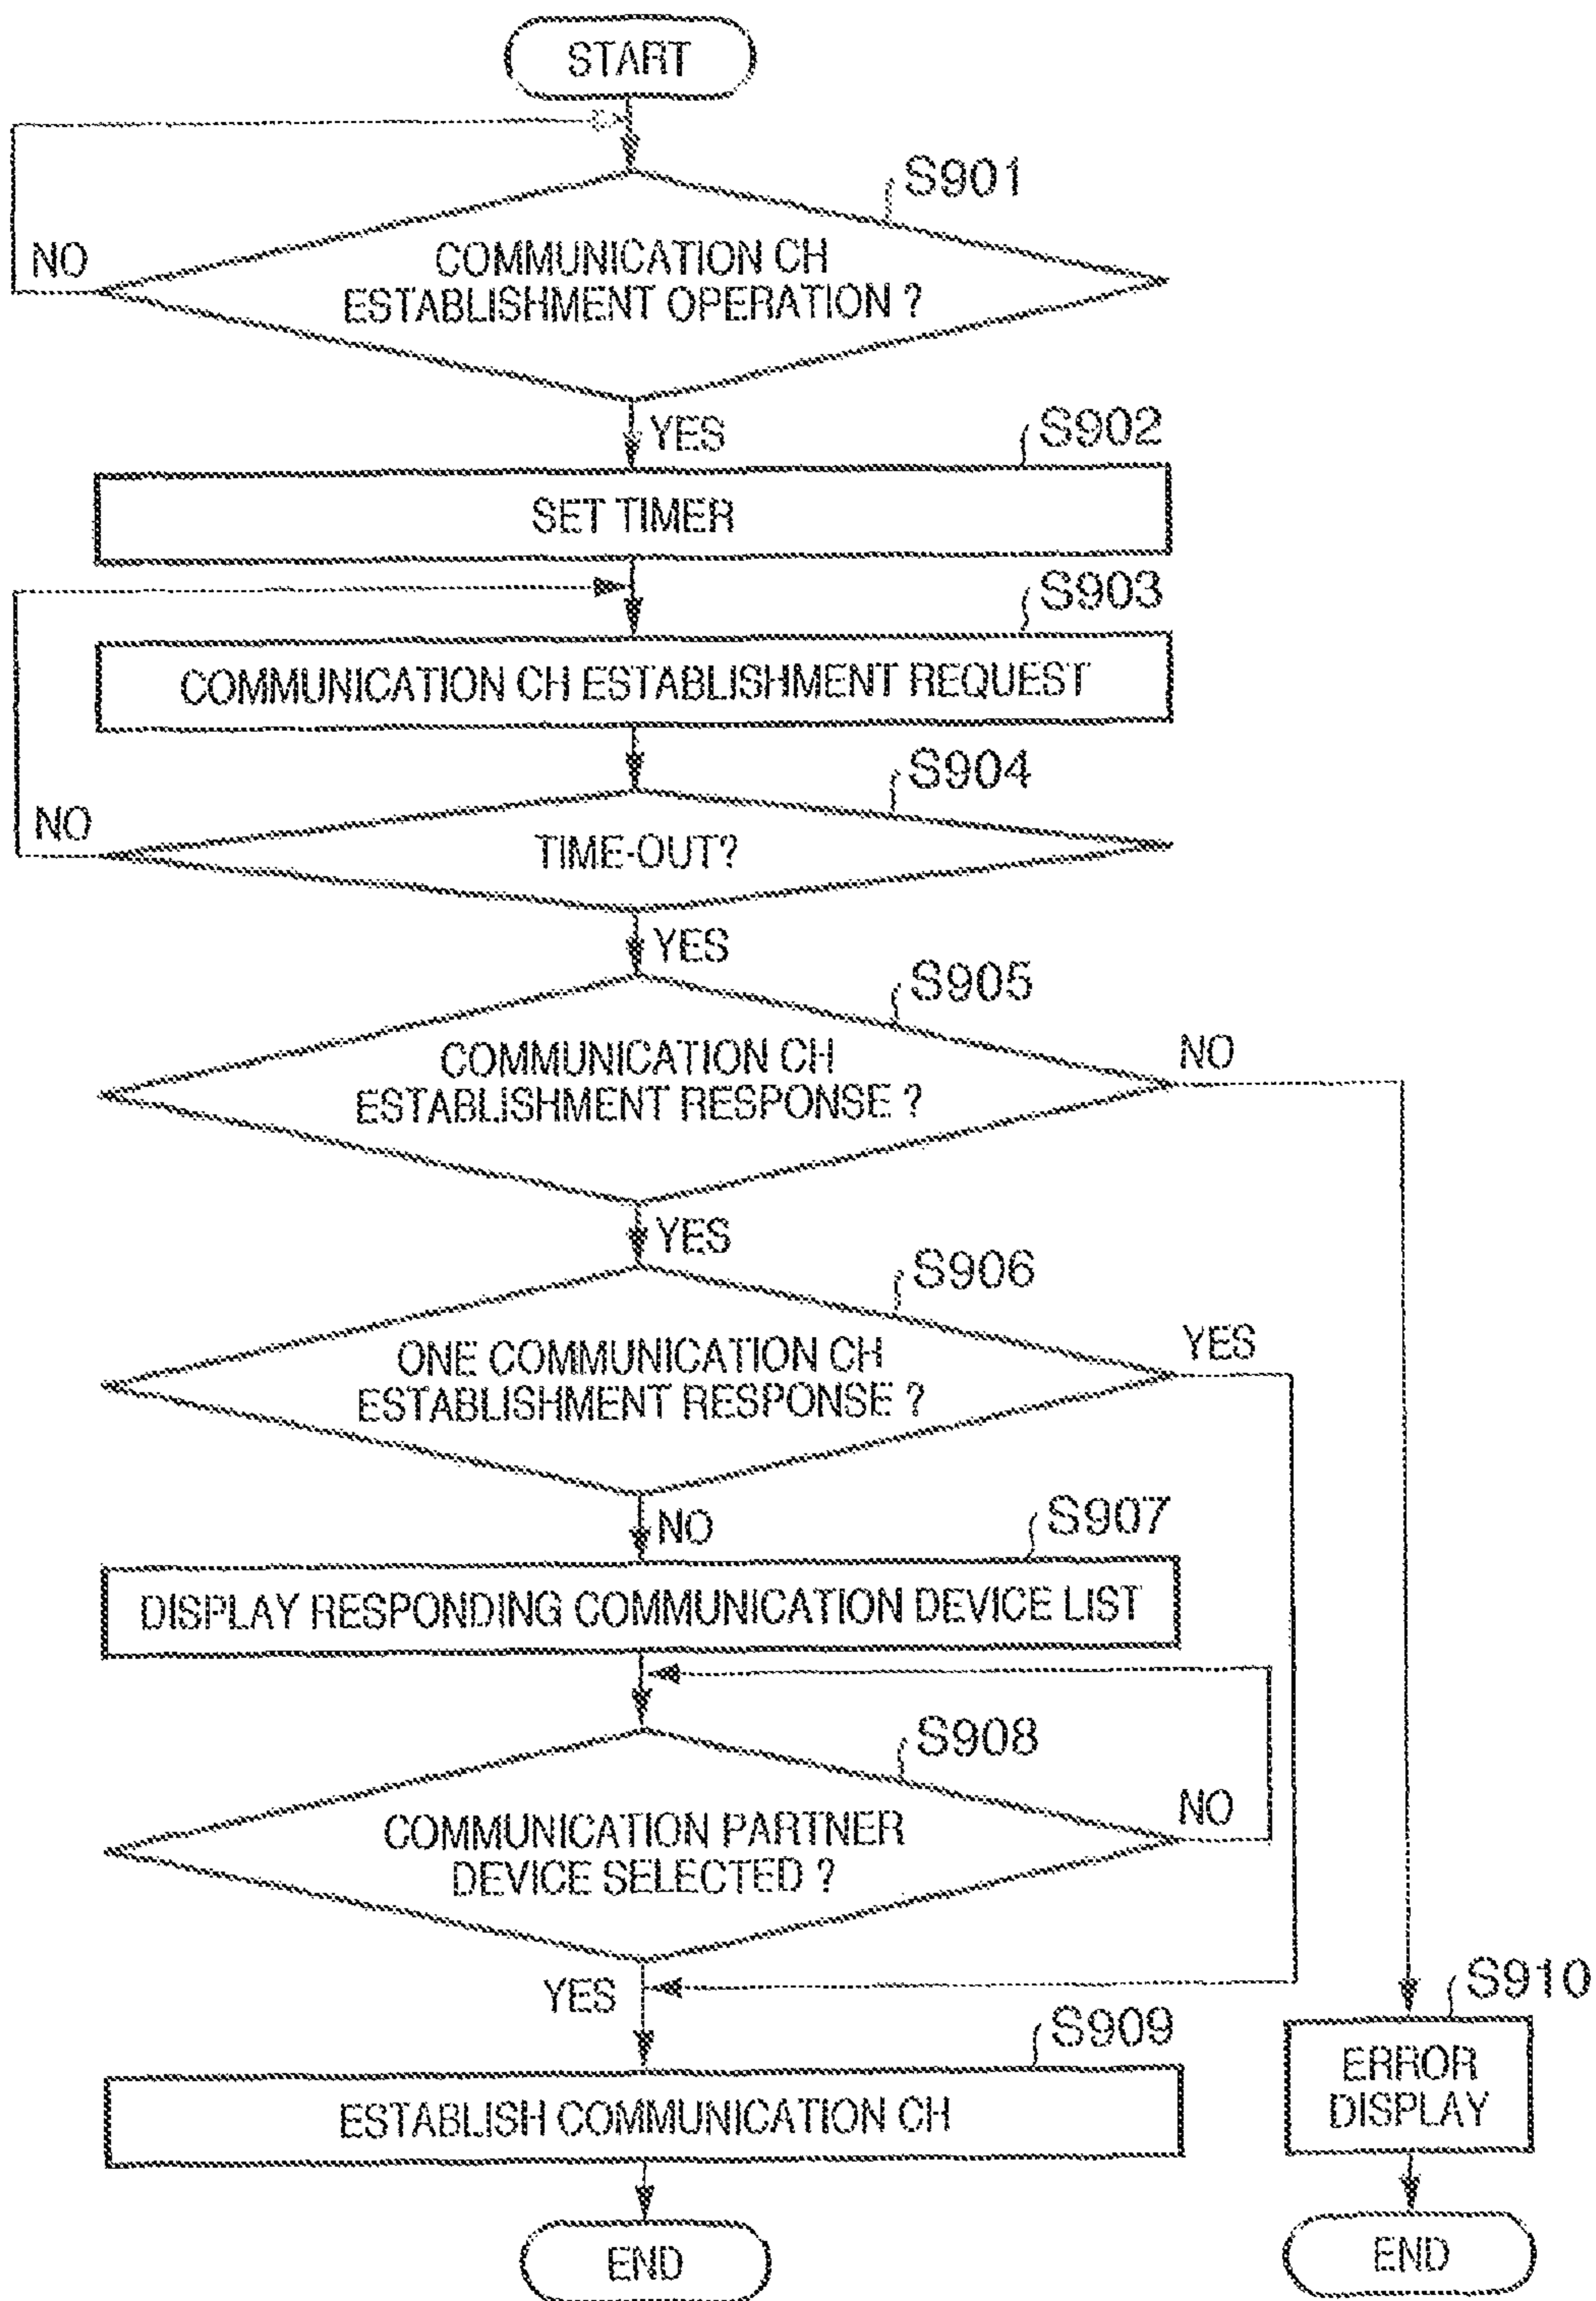 START
S901
NO
COMMUNICATION CH
ESTABLISHMENT OPERATION ?
YES
S902
SET TIMER
S903
COMMUNICATION CH ESTABLISHMENT REQUEST
S904
NO
TIME-OUT?
YES
S905
COMMUNICATION CH
ESTABLISHMENT RESPONSE ?
NO
YES
S906
ONE COMMUNICATION CH
ESTABLISHMENT RESPONSE ?
YES
NO
S907
DISPLAY RESPONDING COMMUNICATION DEVICE LIST
S908
COMMUNICATION PARTNER
DEVICE SELECTED ?
NO
YES
S909
ESTABLISH COMMUNICATION CH
END
S910
ERROR
DISPLAY
END